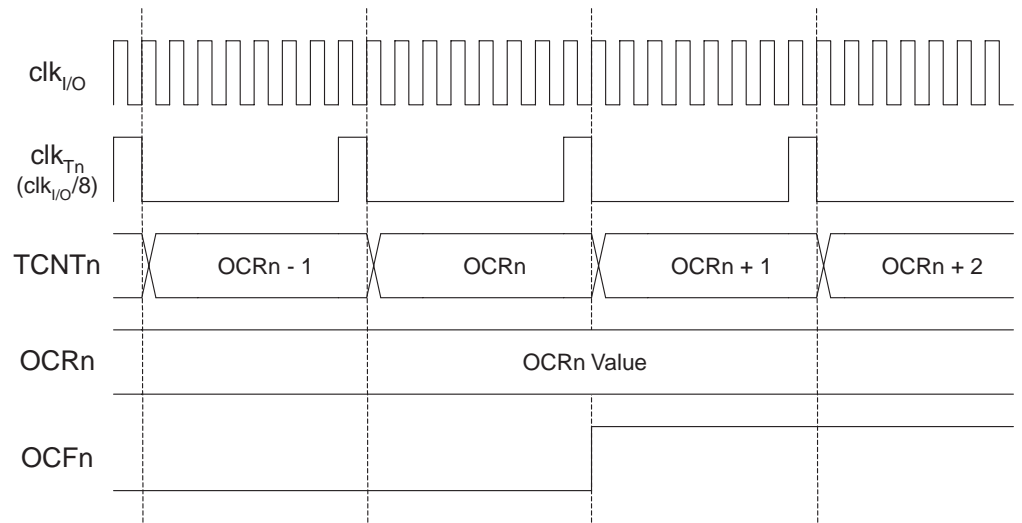 clkI/O
clkTn
(clkI/O/8)
TCNTn
OCRn - 1
OCRn
OCRn + 1
OCRn + 2
OCRn
OCRn Value
OCFn